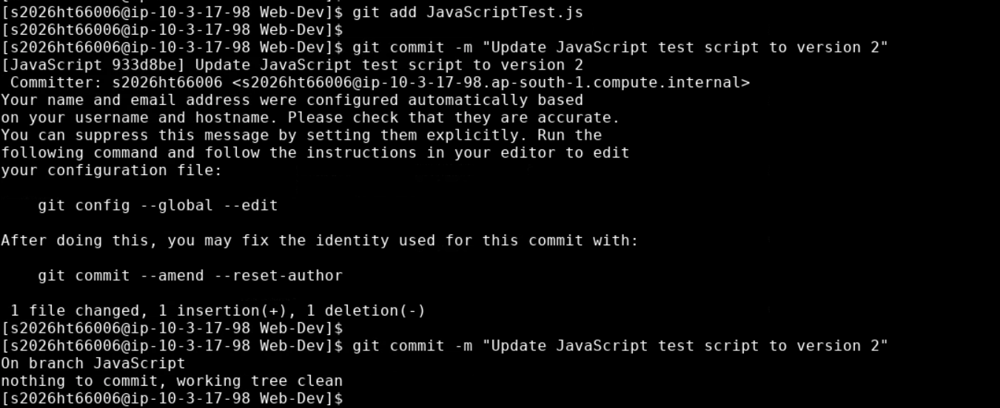 [s2026ht66006@ip-10-3-17-98 Web-Dev]$ git add JavaScriptTest.js
[s2026ht66006@ip-10-3-17-98 Web-Dev]$
[s2026ht66006@ip-10-3-17-98 Web-Dev]$ git commit -m "Update JavaScript test script to version 2"
[JavaScript 933d8be] Update JavaScript test script to version 2
 Committer: s2026ht66006 <s2026ht66006@ip-10-3-17-98.ap-south-1.compute.internal>
Your name and email address were configured automatically based
on your username and hostname. Please check that they are accurate.
You can suppress this message by setting them explicitly. Run the
following command and follow the instructions in your editor to edit
your configuration file:

    git config --global --edit

After doing this, you may fix the identity used for this commit with:

    git commit --amend --reset-author

 1 file changed, 1 insertion(+), 1 deletion(-)
[s2026ht66006@ip-10-3-17-98 Web-Dev]$
[s2026ht66006@ip-10-3-17-98 Web-Dev]$ git commit -m "Update JavaScript test script to version 2"
On branch JavaScript
nothing to commit, working tree clean
[s2026ht66006@ip-10-3-17-98 Web-Dev]$